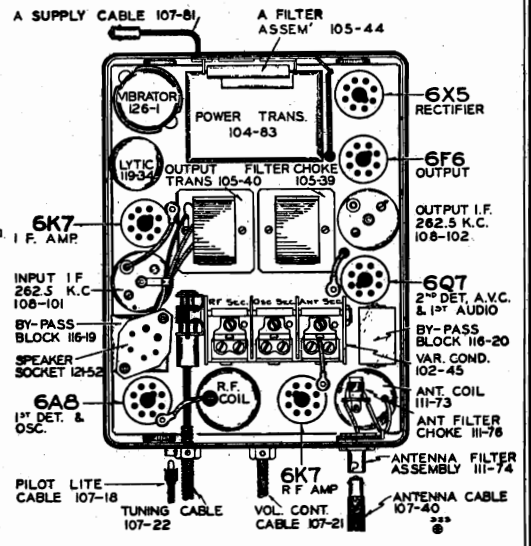 A SUPPLY CABLE 107-81
A FILTER
ASSEM' 105-44
VIBRATOR
126-1
POWER TRANS.
104-83
6X5
RECTIFIER
LYTIC
119-34
OUTPUT
TRANS 105-40
FILTER CHOKE
105-39
6F6
OUTPUT
6K7
I F. AMP
OUTPUT I.F.
262.5 K.C.
108-102
INPUT I F
262.5 K.C
108-101
6Q7
2ND DET, A.V.C.
& 1ST AUDIO
RF SEC.
OSC SEC.
ANT SEC.
BY-PASS
BLOCK 116-19
BY-PASS
BLOCK 116-20
SPEAKER
SOCKET 121-52
VAR. COND.
102-45
6A8
1ST DET. &
OSC.
R.F.
COIL
ANT. COIL
111-73
ANT FILTER
CHOKE 111-76
6K7
R F AMP
ANTENNA FILTER
ASSEMBLY 111-74
PILOT LITE
CABLE 107-18
TUNING
107-22
CABLE
VOL. CONT.
CABLE 107-21
ANTENNA CABLE
107-40